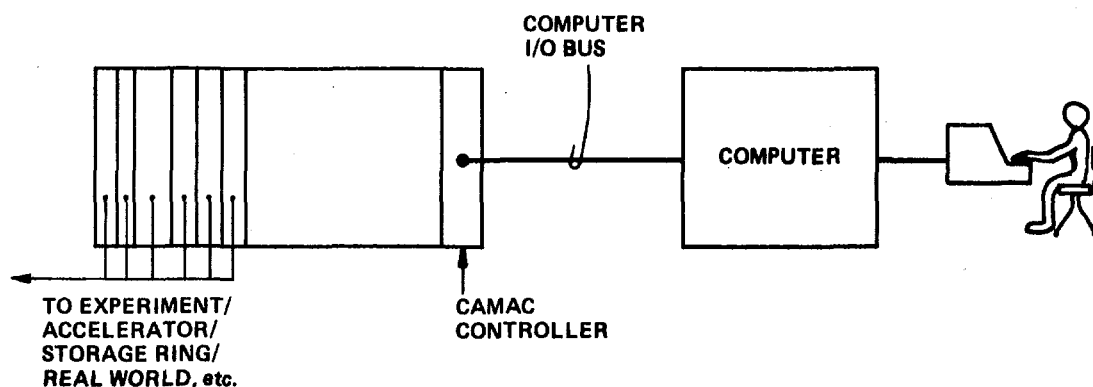 COMPUTER
I/O BUS
COMPUTER
TO EXPERIMENT/
ACCELERATOR/
STORAGE RING/
REAL WORLD, etc.
CAMAC
CONTROLLER